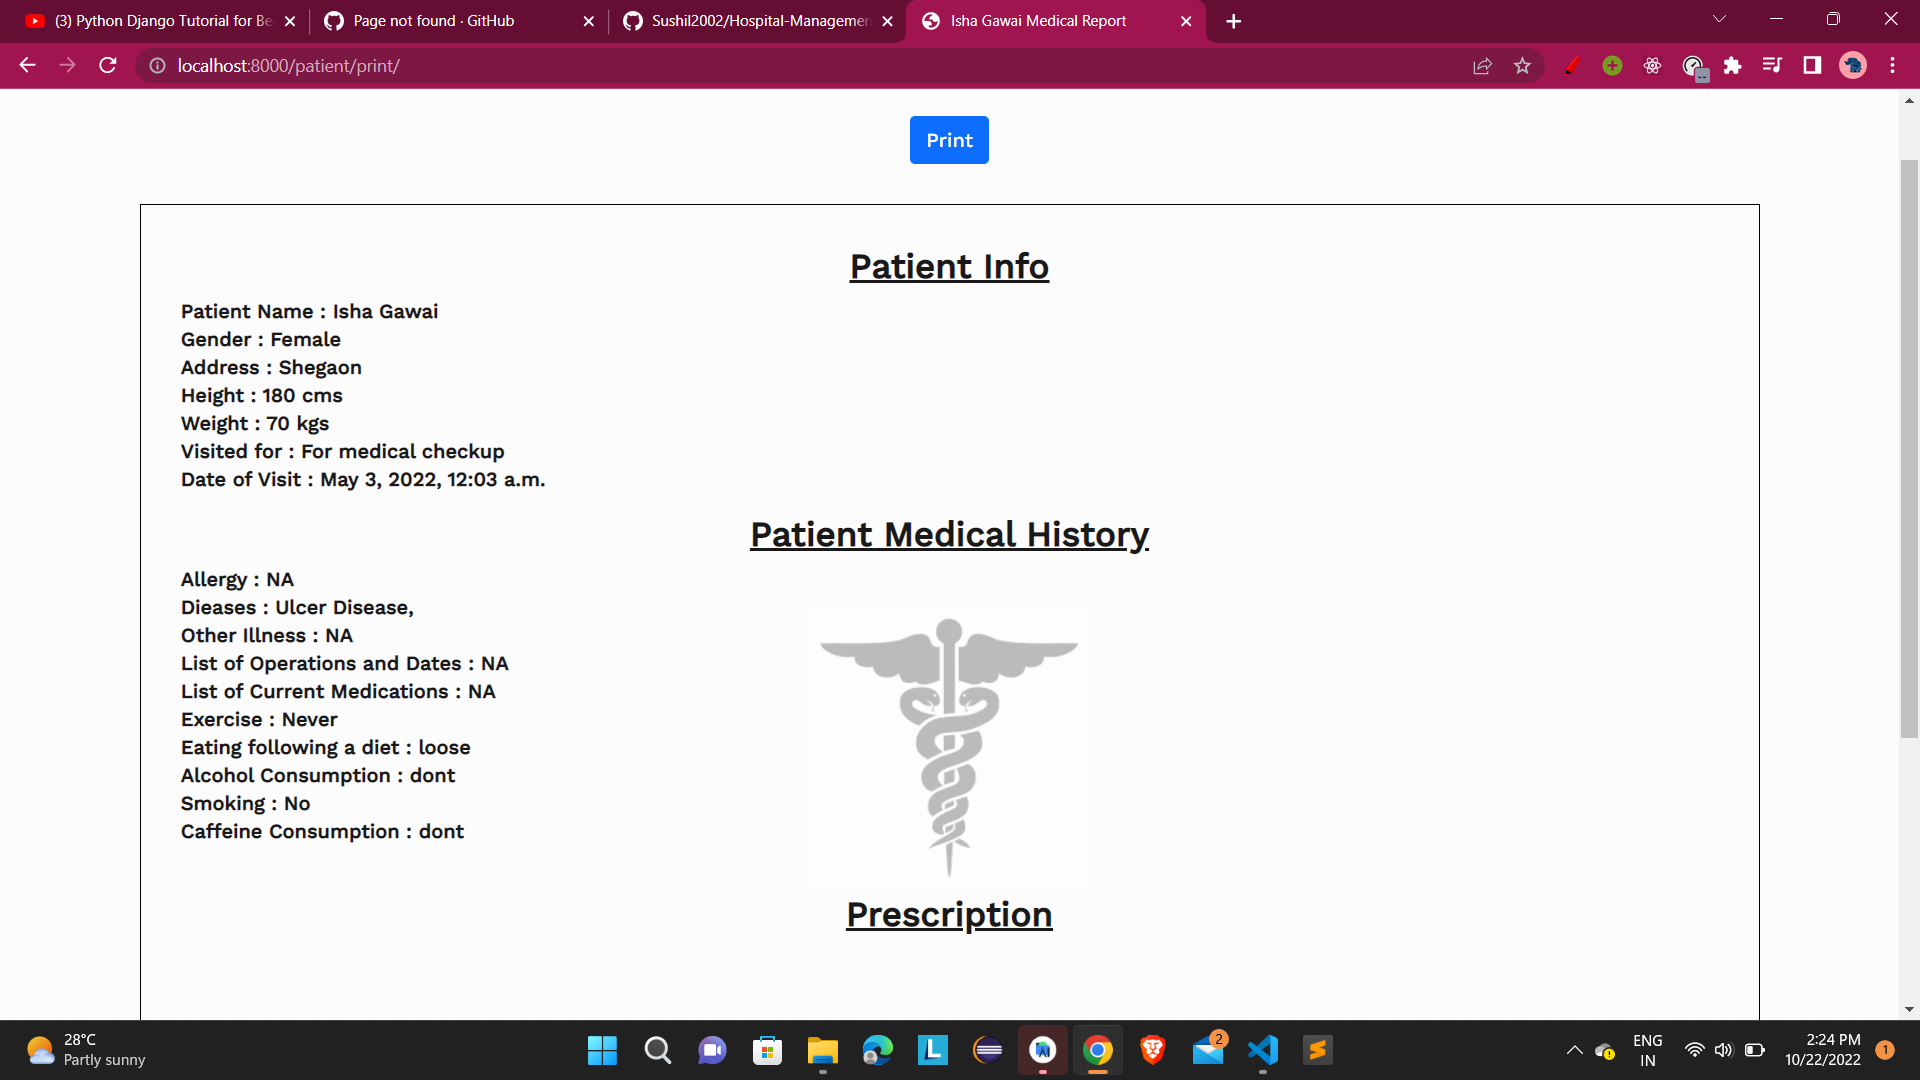 (3) Python Django Tutorial for Be
Page not found · GitHub
Sushil2002/Hospital-Managemen
Isha Gawai Medical Report
localhost:8000/patient/print/
Print
Patient Info
Patient Name : Isha Gawai
Gender : Female
Address : Shegaon
Height : 180 cms
Weight : 70 kgs
Visited for : For medical checkup
Date of Visit : May 3, 2022, 12:03 a.m.
Patient Medical History
Allergy : NA
Dieases : Ulcer Disease,
Other Illness : NA
List of Operations and Dates : NA
List of Current Medications : NA
Exercise : Never
Eating following a diet : loose
Alcohol Consumption : dont
Smoking : No
Caffeine Consumption : dont
Prescription
28°C
Partly sunny
L
2
ENG
IN
2:24 PM
10/22/2022
1